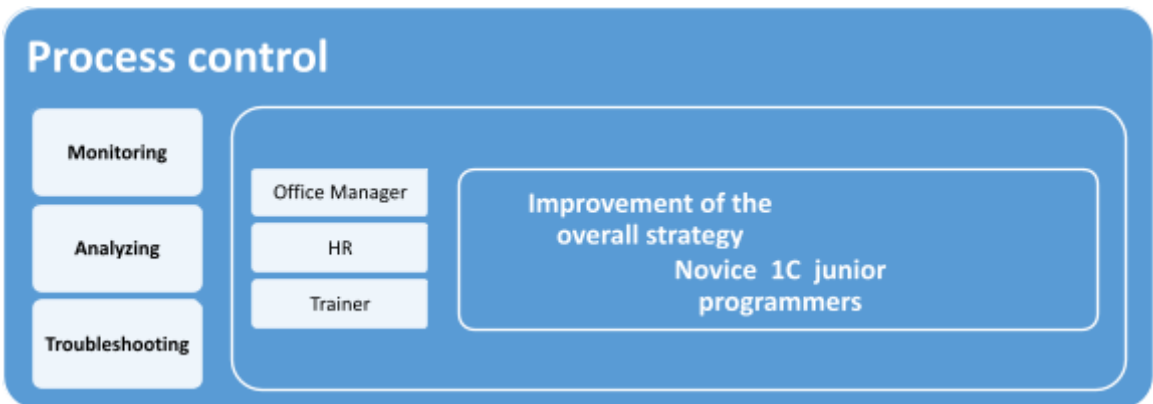 Process control
Monitoring
Analyzing
Troubleshooting
Office Manager
HR
Trainer
Improvement of the
overall strategy
Novice 1C junior
programmers